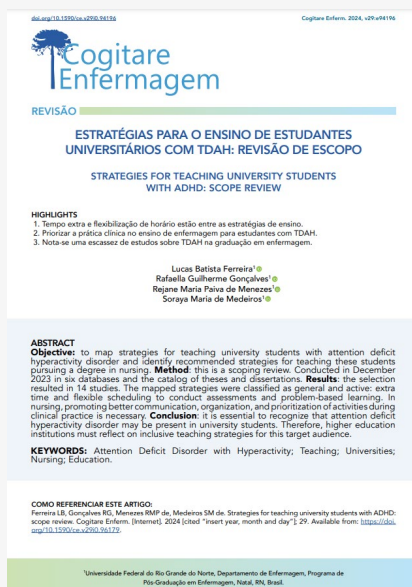 doi.org/10.1590/ce.v29i0.94196
Cogitare Enferm. 2024, v29:e94196
Cogitare
Enfermagem
REVISÃO
ESTRATÉGIAS PARA O ENSINO DE ESTUDANTES
UNIVERSITÁRIOS COM TDAH: REVISÃO DE ESCOPO
STRATEGIES FOR TEACHING UNIVERSITY STUDENTS
WITH ADHD: SCOPE REVIEW
HIGHLIGHTS
1. Tempo extra e flexibilização de horário estão entre as estratégias de ensino.
2. Priorizar a prática clínica no ensino de enfermagem para estudantes com TDAH.
3. Nota-se uma escassez de estudos sobre TDAH na graduação em enfermagem.
Lucas Batista Ferreira¹
Rafaella Guilherme Gonçalves¹
Rejane Maria Paiva de Menezes¹
Soraya Maria de Medeiros¹
ABSTRACT
Objective: to map strategies for teaching university students with attention deficit
hyperactivity disorder and identify recommended strategies for teaching these students
pursuing a degree in nursing. Method: this is a scoping review. Conducted in December
2023 in six databases and the catalog of theses and dissertations. Results: the selection
resulted in 14 studies. The mapped strategies were classified as general and active: extra
time and flexible scheduling to conduct assessments and problem-based learning. In
nursing, promoting better communication, organization, and prioritization of activities during
clinical practice is necessary. Conclusion: it is essential to recognize that attention deficit
hyperactivity disorder may be present in university students. Therefore, higher education
institutions must reflect on inclusive teaching strategies for this target audience.
KEYWORDS: Attention Deficit Disorder with Hyperactivity; Teaching; Universities;
Nursing; Education.
COMO REFERENCIAR ESTE ARTIGO:
Ferreira LB, Gonçalves RG, Menezes RMP de, Medeiros SM de. Strategies for teaching university students with ADHD:
scope review. Cogitare Enferm. [Internet]. 2024 [cited "insert year, month and day"]; 29. Available from: https://doi.
org/10.1590/ce.v29i0.96179.
¹Universidade Federal do Rio Grande do Norte, Departamento de Enfermagem, Programa de
Pós-Graduação em Enfermagem, Natal, RN, Brasil.